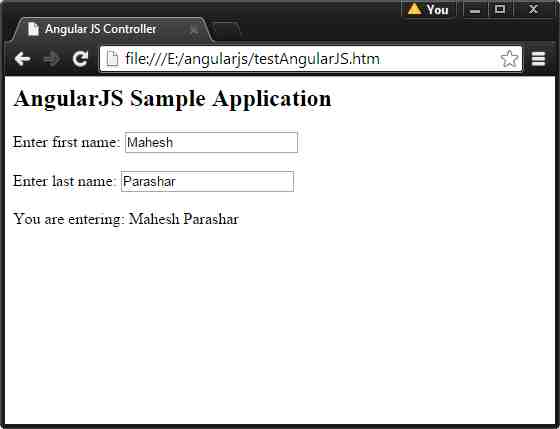 You
Angular JS Controller
file:///E:/angularjs/testAngularJS.htm
AngularJS Sample Application
Enter first name: Mahesh
Enter last name: Parashar
You are entering: Mahesh Parashar